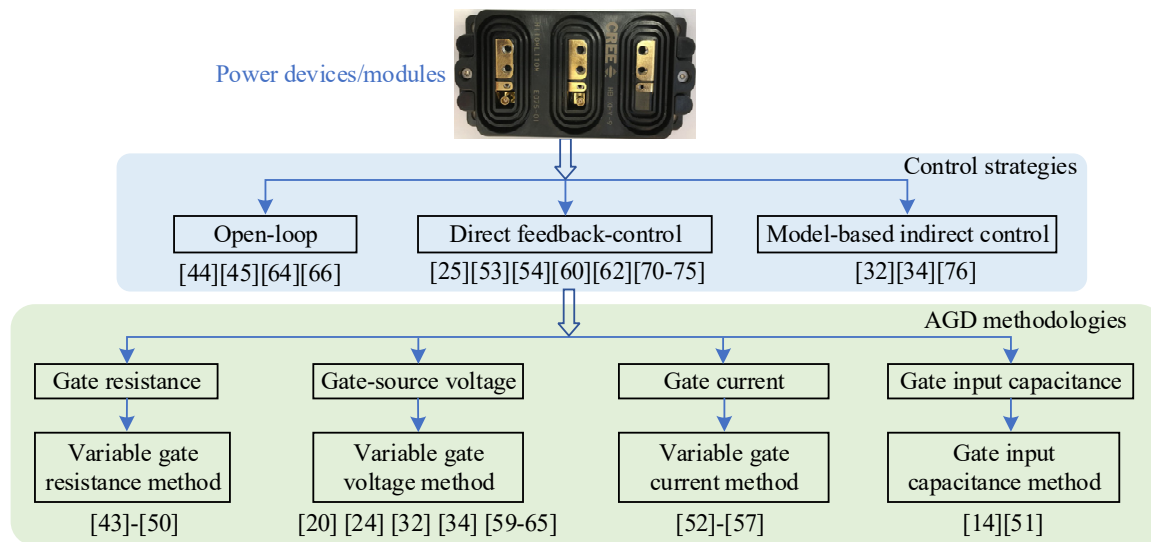 Power devices/modules
CREE
Control strategies
Open-loop
Direct feedback-control
Model-based indirect control
[44][45][64][66]
[25][53][54][60][62][70-75]
[32][34][76]
AGD methodologies
Gate resistance
Gate-source voltage
Gate current
Gate input capacitance
Variable gate
resistance method
Variable gate
voltage method
Variable gate
current method
Gate input
capacitance method
[43]-[50]
[20] [24] [32] [34] [59-65]
[52]-[57]
[14][51]